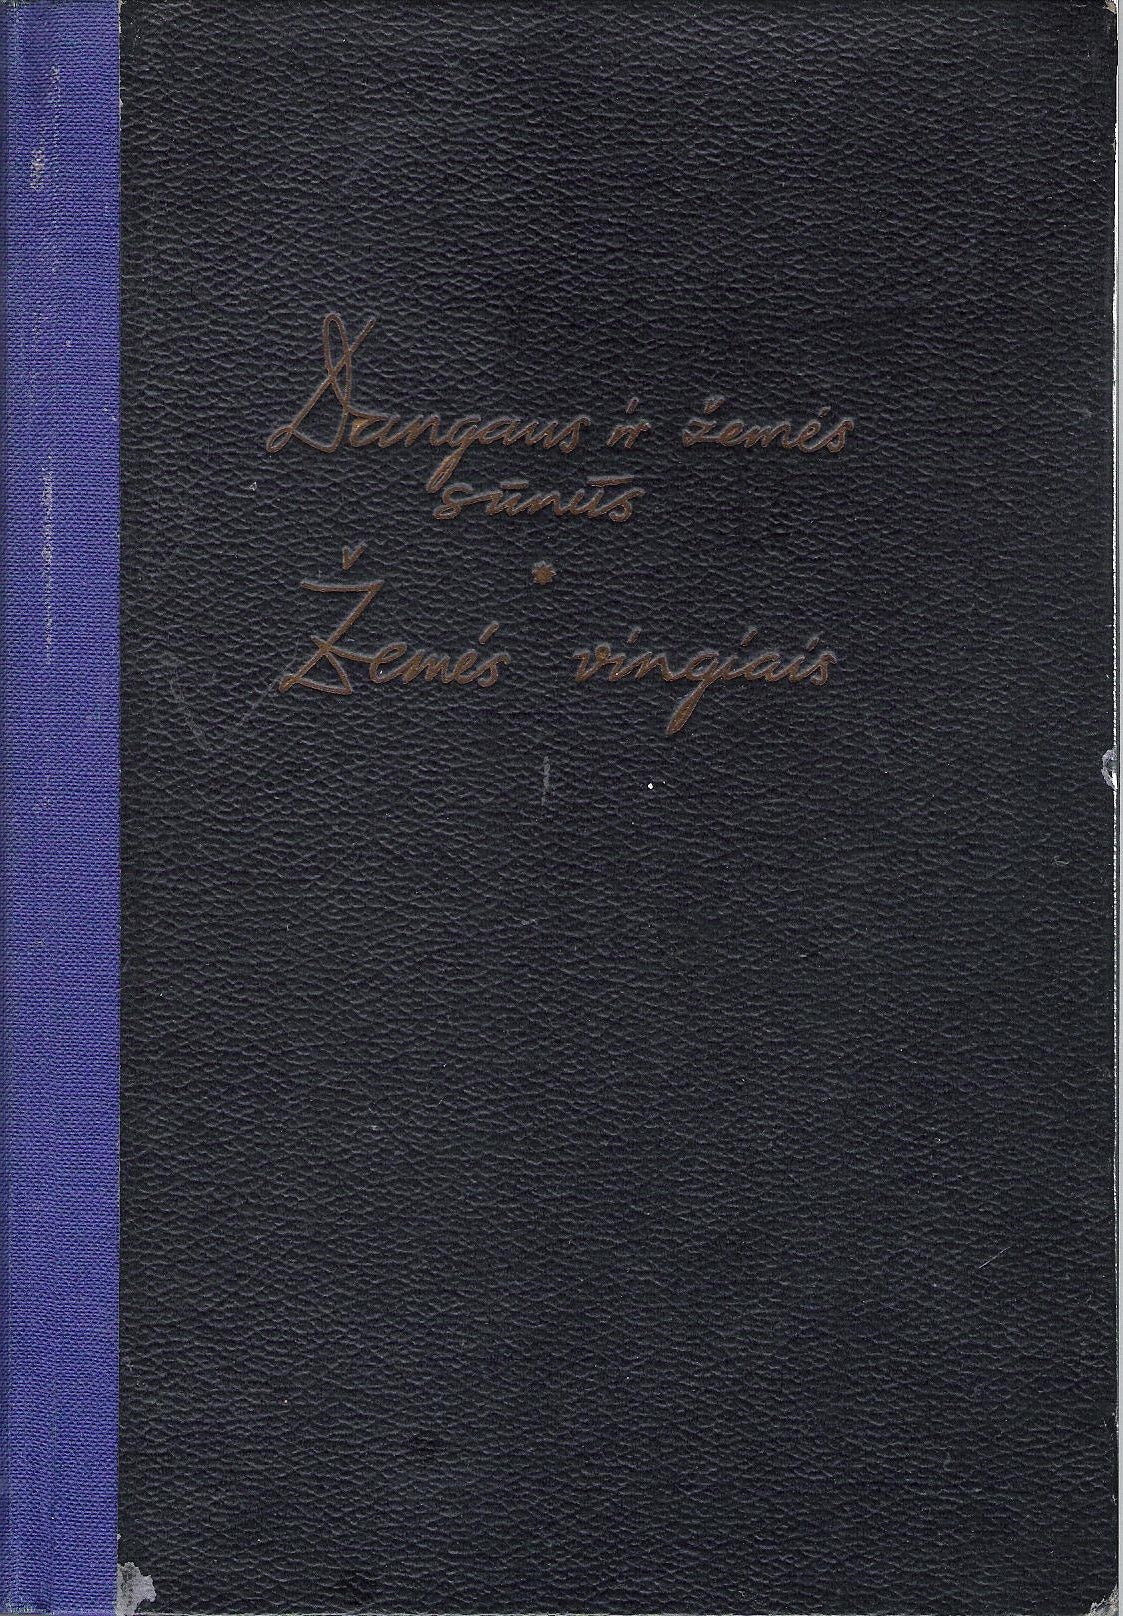 Dangaus ir žemės
sūnūs
*
Žemės vingiais